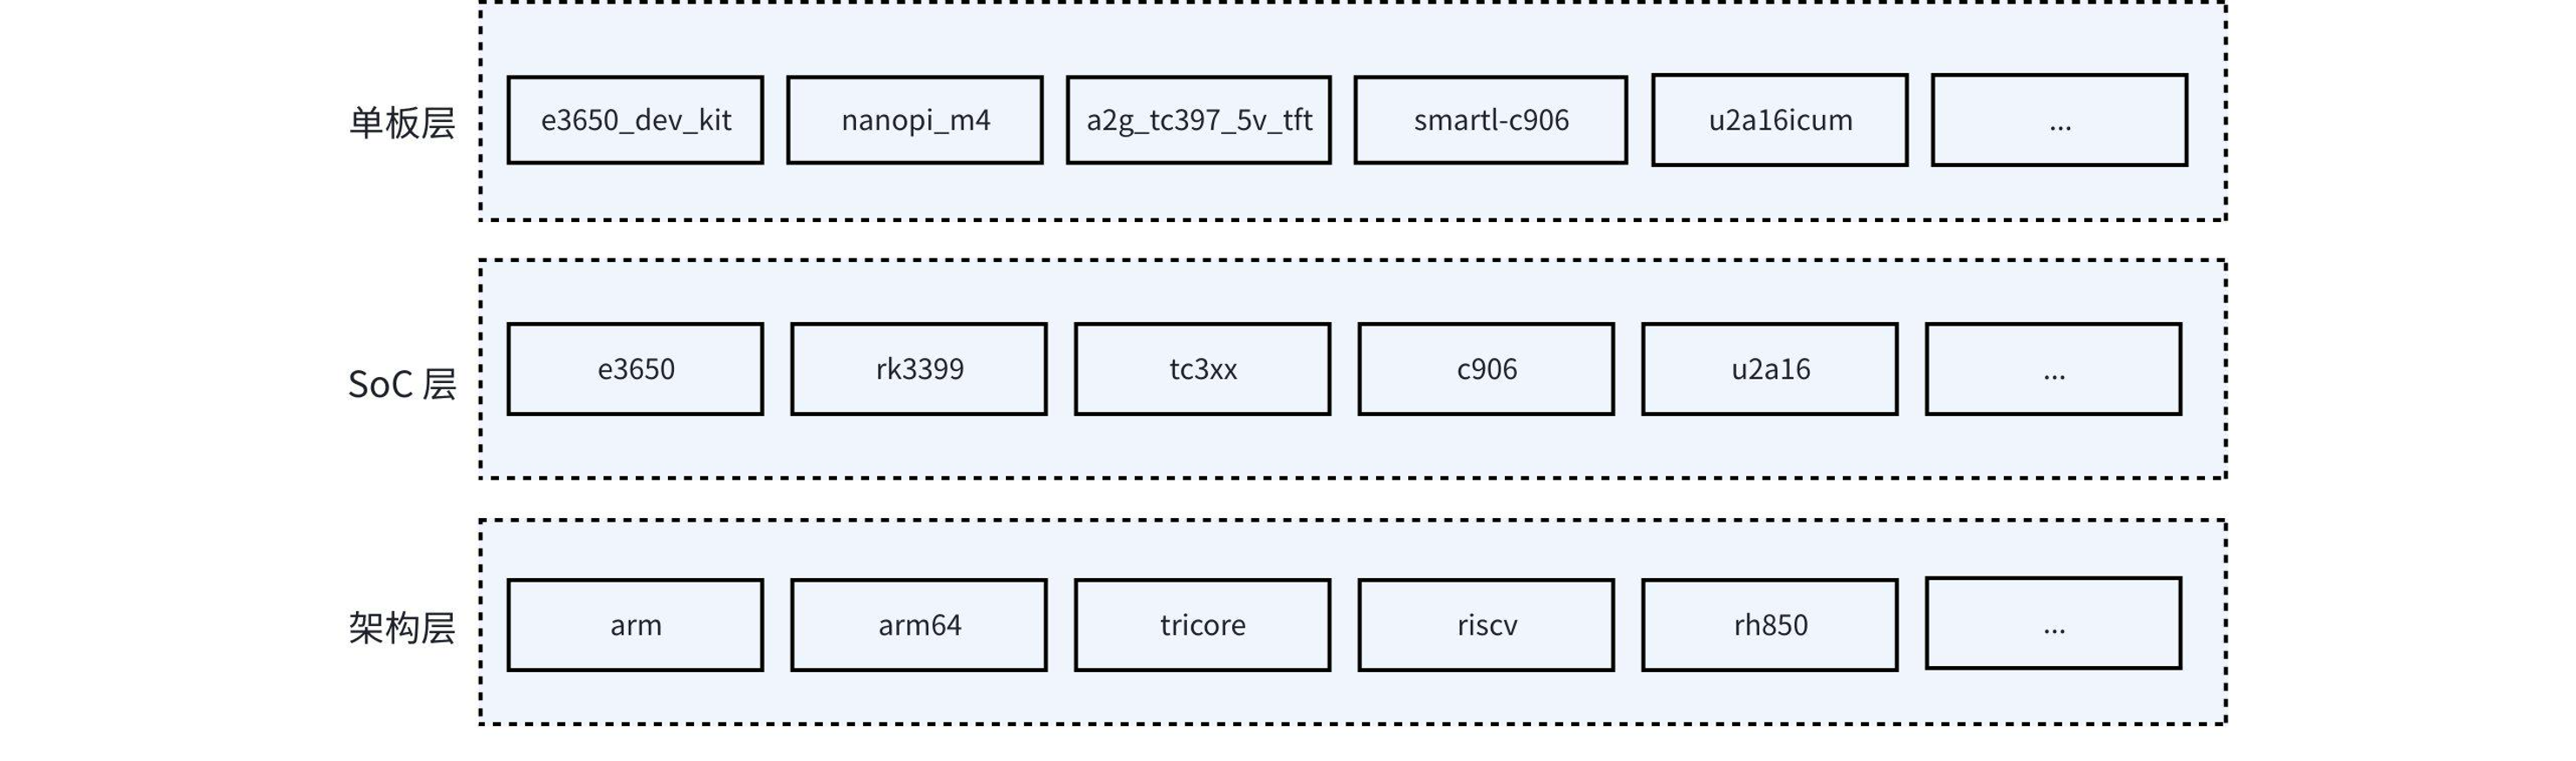 单板层
e3650_dev_kit
nanopi_m4
a2g_tc397_5v_tft
smartl-c906
u2a16icum
...
SoC 层
e3650
rk3399
tc3xx
c906
u2a16
...
架构层
arm
arm64
tricore
riscv
rh850
...